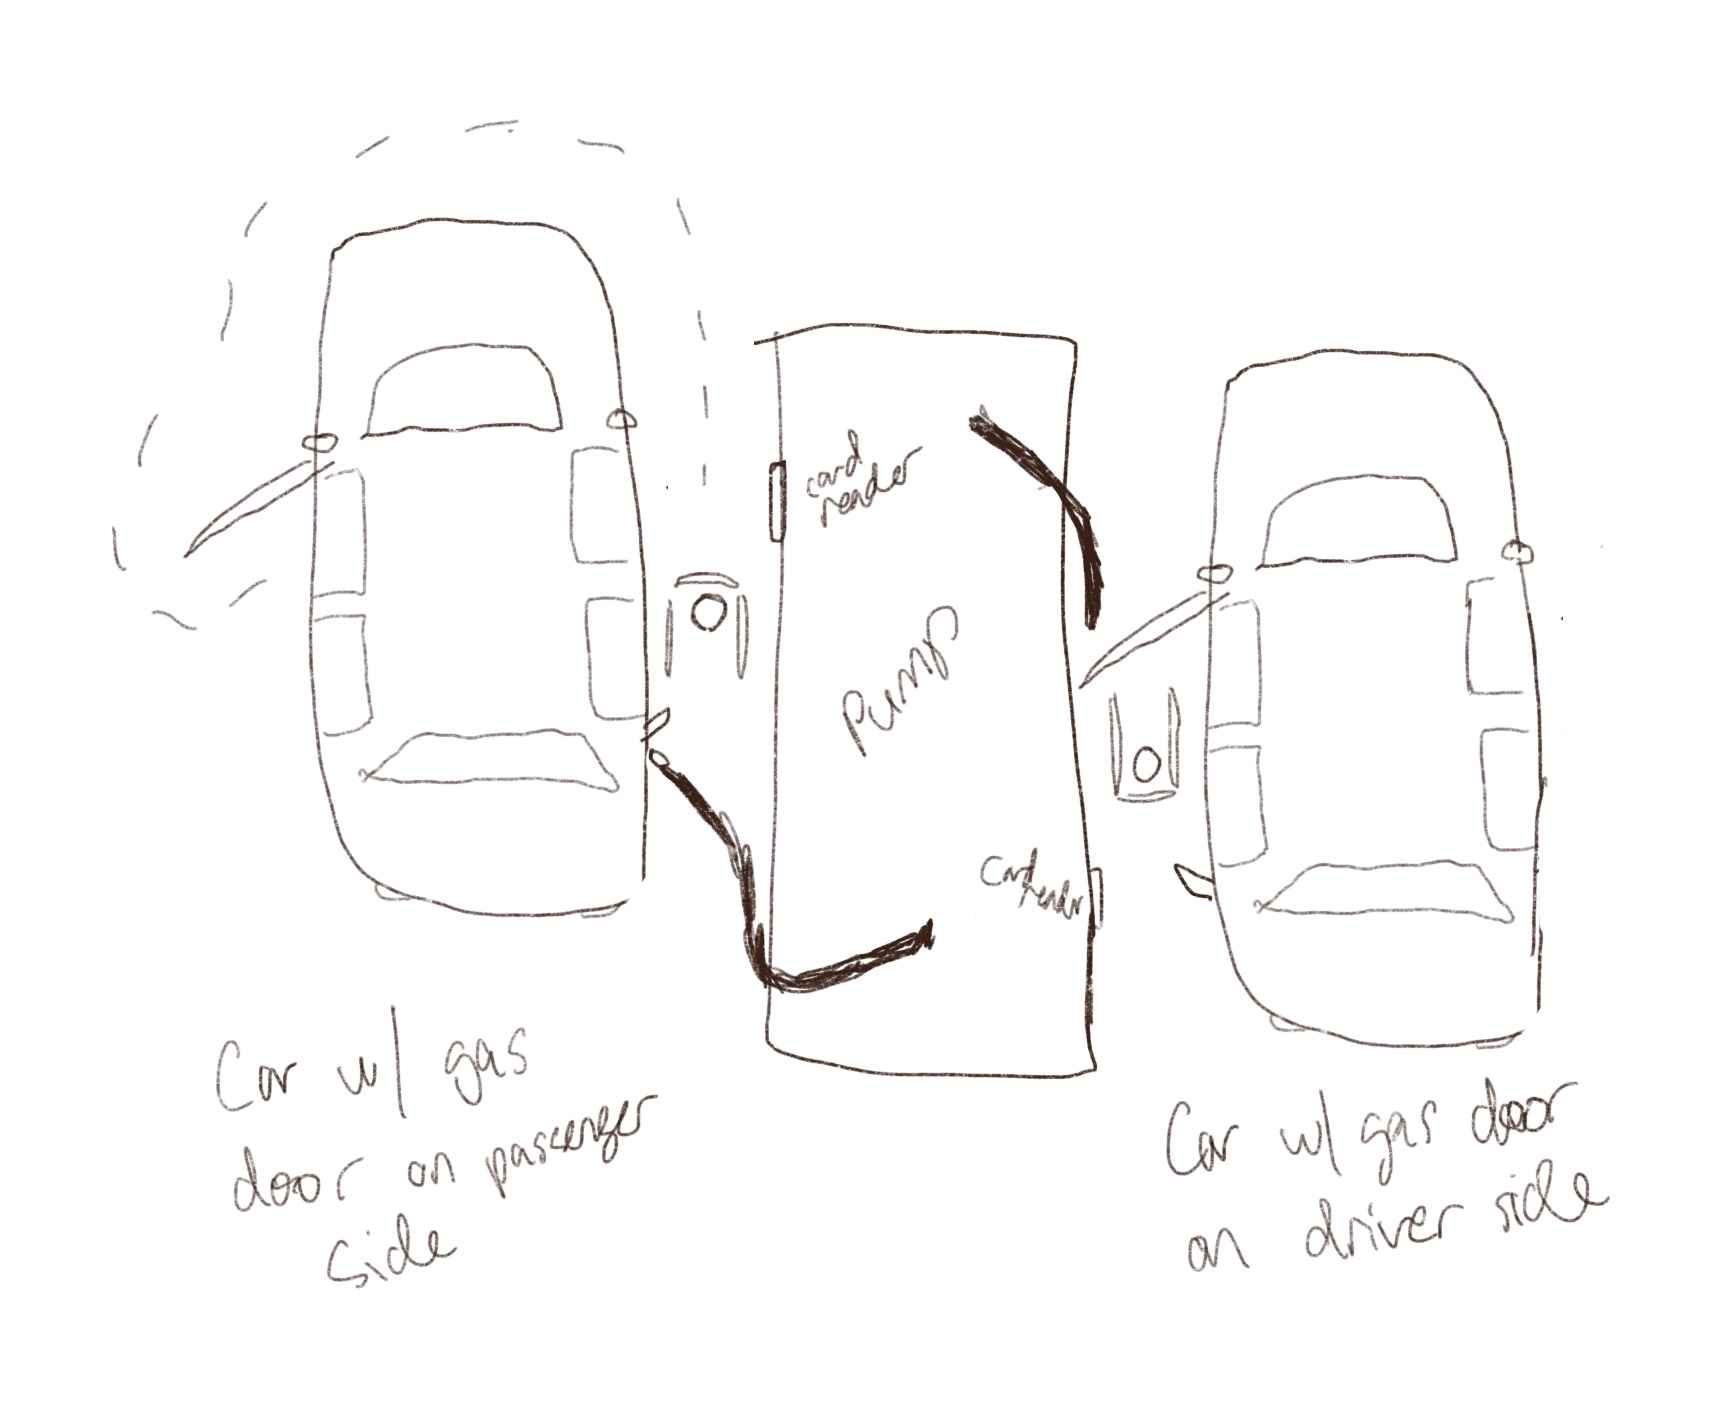 card
reader
Pump
Card
reader
Car w/ gas
door on passenger
side
Car w/ gas door
on driver side